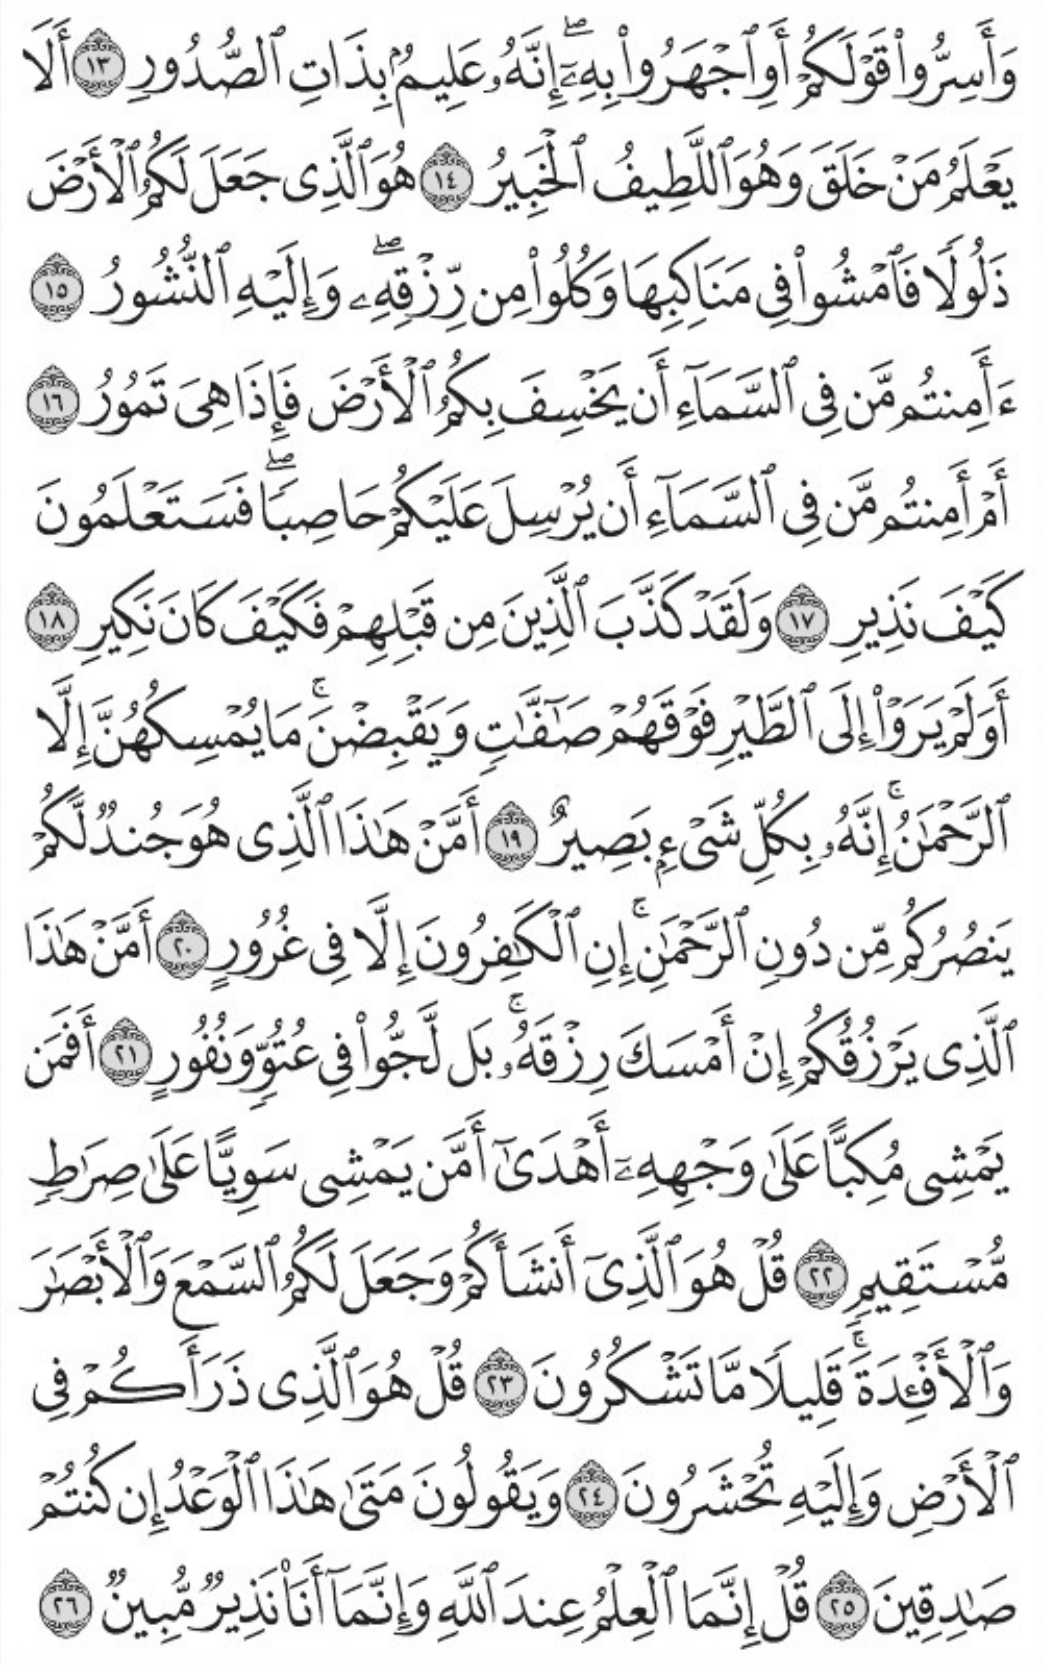 وَأَسِرُّوا۟ قَوْلَكُمْ أَوِ ٱجْهَرُوا۟ بِهِۦٓ ۖ إِنَّهُۥ عَلِيمٌۢ بِذَاتِ ٱلصُّدُورِ ١٣ أَلَا
يَعْلَمُ مَنْ خَلَقَ وَهُوَ ٱللَّطِيفُ ٱلْخَبِيرُ ١٤ هُوَ ٱلَّذِى جَعَلَ لَكُمُ ٱلْأَرْضَ
ذَلُولًا فَٱمْشُوا۟ فِى مَنَاكِبِهَا وَكُلُوا۟ مِن رِّزْقِهِۦ ۖ وَإِلَيْهِ ٱلنُّشُورُ ١٥
ءَأَمِنتُم مَّن فِى ٱلسَّمَآءِ أَن يَخْسِفَ بِكُمُ ٱلْأَرْضَ فَإِذَا هِىَ تَمُورُ ١٦
أَمْ أَمِنتُم مَّن فِى ٱلسَّمَآءِ أَن يُرْسِلَ عَلَيْكُمْ حَاصِبًا ۖ فَسَتَعْلَمُونَ
كَيْفَ نَذِيرِ ١٧ وَلَقَدْ كَذَّبَ ٱلَّذِينَ مِن قَبْلِهِمْ فَكَيْفَ كَانَ نَكِيرِ ١٨
أَوَلَمْ يَرَوْا۟ إِلَى ٱلطَّيْرِ فَوْقَهُمْ صَـٰٓفَّـٰتٍ وَيَقْبِضْنَ ۚ مَا يُمْسِكُهُنَّ إِلَّا
ٱلرَّحْمَـٰنُ ۚ إِنَّهُۥ بِكُلِّ شَىْءٍۭ بَصِيرٌ ١٩ أَمَّنْ هَـٰذَا ٱلَّذِى هُوَ جُندٌ لَّكُمْ
يَنصُرُكُم مِّن دُونِ ٱلرَّحْمَـٰنِ ۚ إِنِ ٱلْكَـٰفِرُونَ إِلَّا فِى غُرُورٍ ٢٠ أَمَّنْ هَـٰذَا
ٱلَّذِى يَرْزُقُكُمْ إِنْ أَمْسَكَ رِزْقَهُۥ ۚ بَل لَّجُّوا۟ فِى عُتُوٍّ وَنُفُورٍ ٢١ أَفَمَن
يَمْشِى مُكِبًّا عَلَىٰ وَجْهِهِۦٓ أَهْدَىٰٓ أَمَّن يَمْشِى سَوِيًّا عَلَىٰ صِرَٰطٍ
مُّسْتَقِيمٍ ٢٢ قُلْ هُوَ ٱلَّذِىٓ أَنشَأَكُمْ وَجَعَلَ لَكُمُ ٱلسَّمْعَ وَٱلْأَبْصَـٰرَ
وَٱلْأَفْـِٔدَةَ ۖ قَلِيلًا مَّا تَشْكُرُونَ ٢٣ قُلْ هُوَ ٱلَّذِى ذَرَأَكُمْ فِى
ٱلْأَرْضِ وَإِلَيْهِ تُحْشَرُونَ ٢٤ وَيَقُولُونَ مَتَىٰ هَـٰذَا ٱلْوَعْدُ إِن كُنتُمْ
صَـٰدِقِينَ ٢٥ قُلْ إِنَّمَا ٱلْعِلْمُ عِندَ ٱللَّهِ وَإِنَّمَآ أَنَا۠ نَذِيرٌ مُّبِينٌ ٢٦